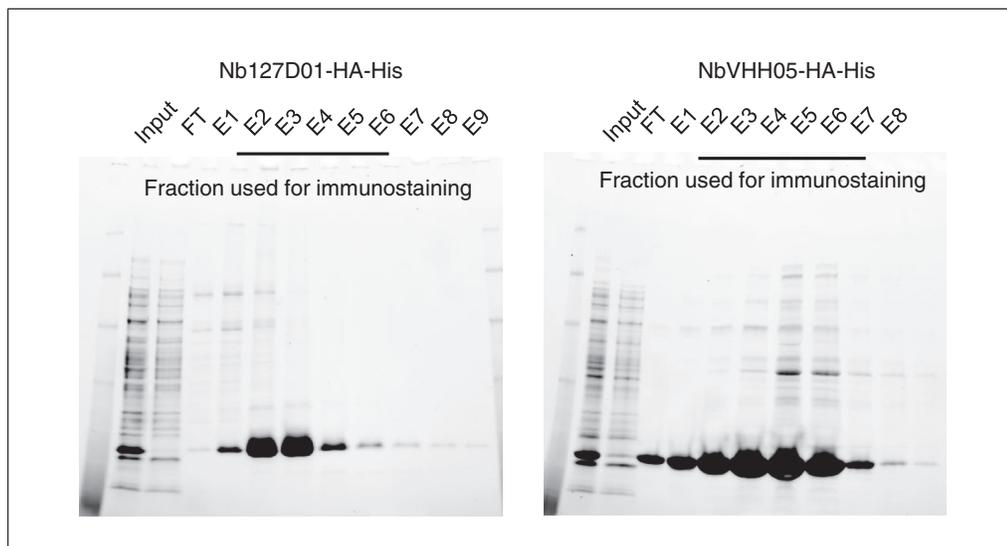 Nb127D01-HA-His
NbVHH05-HA-His
Input FT E1 E2 E3 E4 E5 E6 E7 E8 E9
Input FT E1 E2 E3 E4 E5 E6 E7 E8
Fraction used for immunostaining
Fraction used for immunostaining